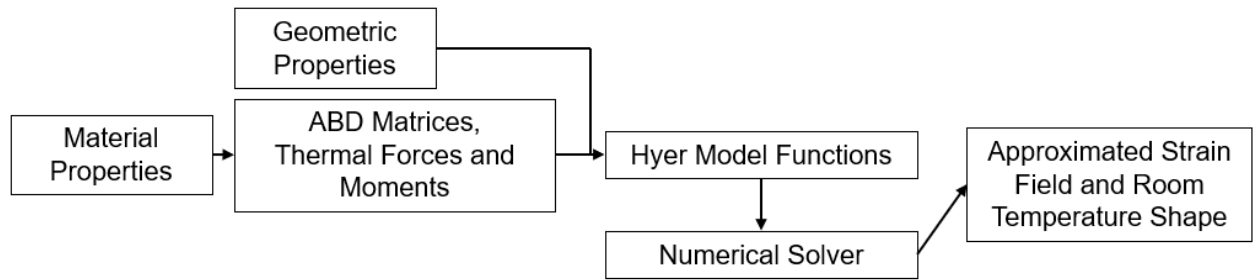 Geometric
Properties
Material
Properties
ABD Matrices,
Thermal Forces and
Moments
Hyer Model Functions
Numerical Solver
Approximated Strain
Field and Room
Temperature Shape